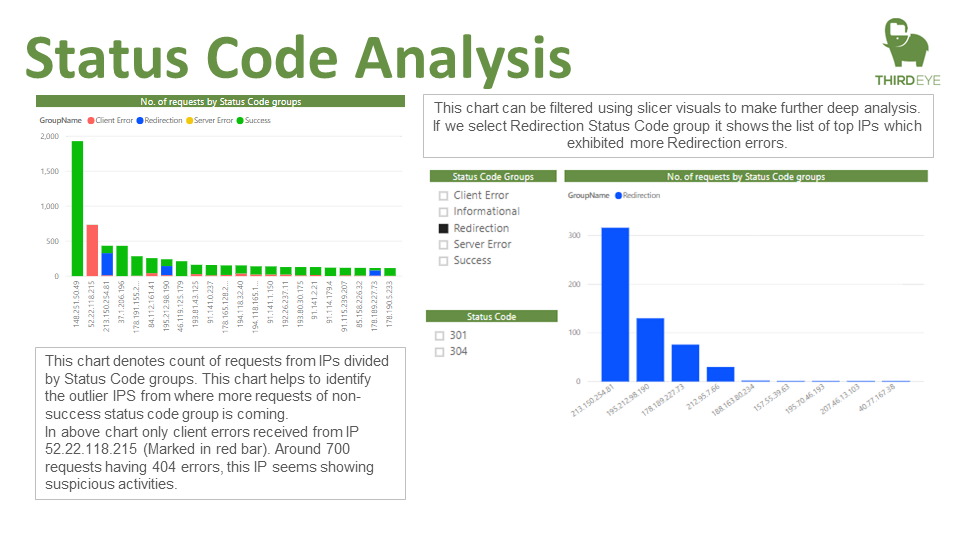 Status Code Analysis
THIRDEYE
No. of requests by Status Code groups
GroupName Client Error Redirection Server Error Success
2,000
1,500
1,000
500
0
148.251.50.49
52.22.118.215
213.150.254.81
37.1.206.196
178.191.155.2...
84.112.161.41
195.212.98.190
46.119.125.179
193.81.43.125
91.141.0.237
178.165.128.2...
194.118.32.40
194.118.165.1...
91.141.1.150
192.26.237.11
193.80.30.175
91.141.2.21
91.114.179.4
91.115.239.207
85.158.226.32
178.189.227.73
178.190.5.233
This chart denotes count of requests from IPs divided
by Status Code groups. This chart helps to identify
the outlier IPS from where more requests of non-
success status code group is coming.
In above chart only client errors received from IP
52.22.118.215 (Marked in red bar). Around 700
requests having 404 errors, this IP seems showing
suspicious activities.
This chart can be filtered using slicer visuals to make further deep analysis.
If we select Redirection Status Code group it shows the list of top IPs which
exhibited more Redirection errors.
Status Code Groups
Client Error
Informational
Redirection
Server Error
Success
Status Code
301
304
No. of requests by Status Code groups
GroupName Redirection
300
200
100
0
213.150.254.81
195.212.98.190
178.189.227.73
212.95.7.66
188.163.80.234
157.55.39.63
195.70.46.193
207.46.13.103
40.77.167.38